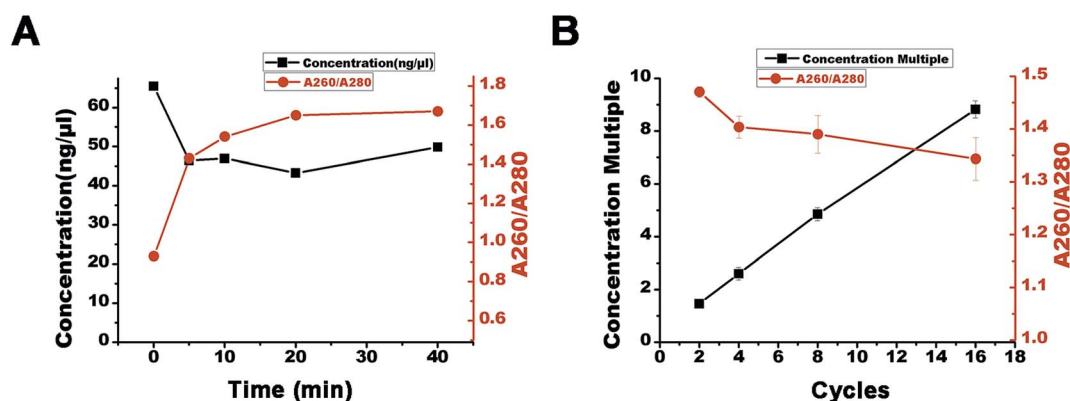 A
Concentration(ng/µl)
A260/A280
Concentration(ng/µl)
60
50
40
30
20
10
0
1.8
1.6
1.4
1.2
1.0
0.8
0.6
A260/A280
0 10 20 30 40
Time (min)
B
Concentration Multiple
A260/A280
Concentration Multiple
10
8
6
4
2
0
1.5
1.4
1.3
1.2
1.1
1.0
A260/A280
0 2 4 6 8 10 12 14 16 18
Cycles